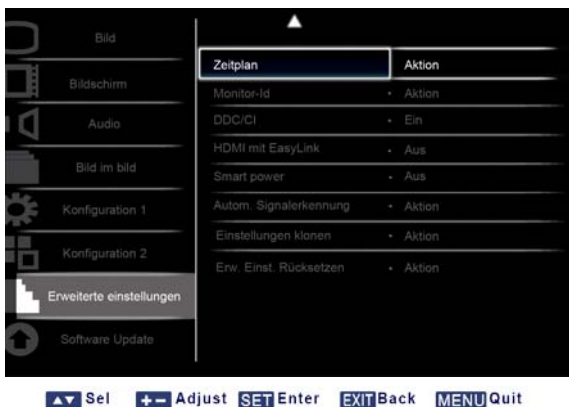 Bild
Bildschirm
Audio
Bild im bild
Konfiguration 1
Konfiguration 2
Erweiterte einstellungen
Software Update
Zeitplan Aktion
Monitor-Id • Aktion
DDC/CI • Ein
HDMI mit EasyLink • Aus
Smart power • Aus
Autom. Signalerkennung • Aktion
Einstellungen klonen • Aktion
Erw. Einst. Rücksetzen • Aktion
Sel + − Adjust SET Enter EXIT Back MENU Quit